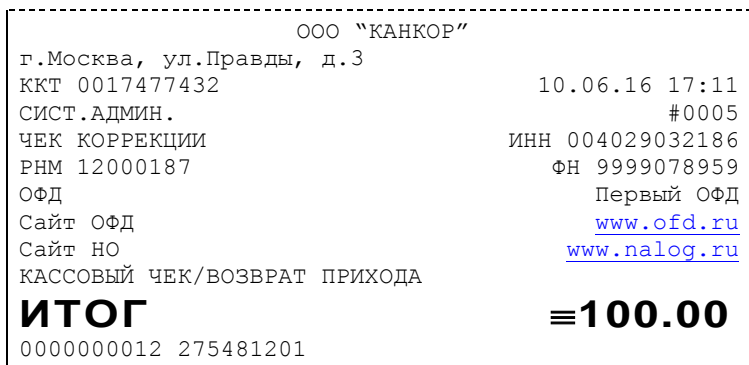 ООО “КАНКОР”
г.Москва, ул.Правды, д.3
ККТ 0017477432 10.06.16 17:11
СИСТ.АДМИН. #0005
ЧЕК КОРРЕКЦИИ ИНН 004029032186
РНМ 12000187 ФН 9999078959
ОФД Первый ОФД
Сайт ОФД www.ofd.ru
Сайт НО www.nalog.ru
КАССОВЫЙ ЧЕК/ВОЗВРАТ ПРИХОДА
ИТОГ ≡100.00
0000000012 275481201